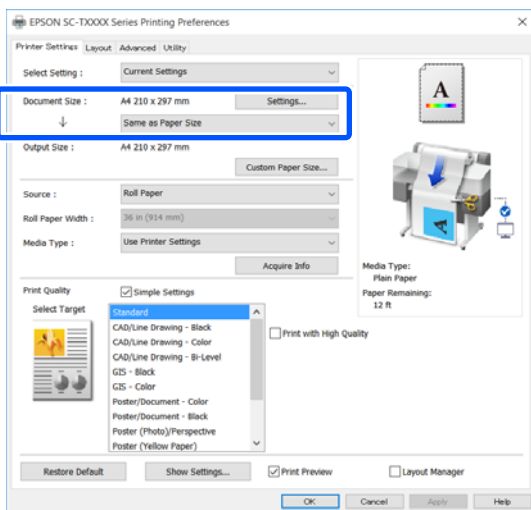 EPSON SC-TXXXX Series Printing Preferences
Printer Settings Layout Advanced Utility
Select Setting : Current Settings
Document Size : A4 210 x 297 mm Settings...
↓ Same as Paper Size
Output Size : A4 210 x 297 mm
Custom Paper Size...
Source : Roll Paper
Roll Paper Width : 36 in (914 mm)
Media Type : Use Printer Settings
Acquire Info
A
Media Type:
Plain Paper
Paper Remaining:
12 ft
Print Quality Simple Settings
Select Target
Standard
CAD/Line Drawing - Black
CAD/Line Drawing - Color
CAD/Line Drawing - Bi-Level
GIS - Black
GIS - Color
Poster/Document - Color
Poster/Document - Black
Poster (Photo)/Perspective
Poster (Yellow Paper)
Print with High Quality
Restore Default Show Settings... Print Preview Layout Manager
OK Cancel Apply Help